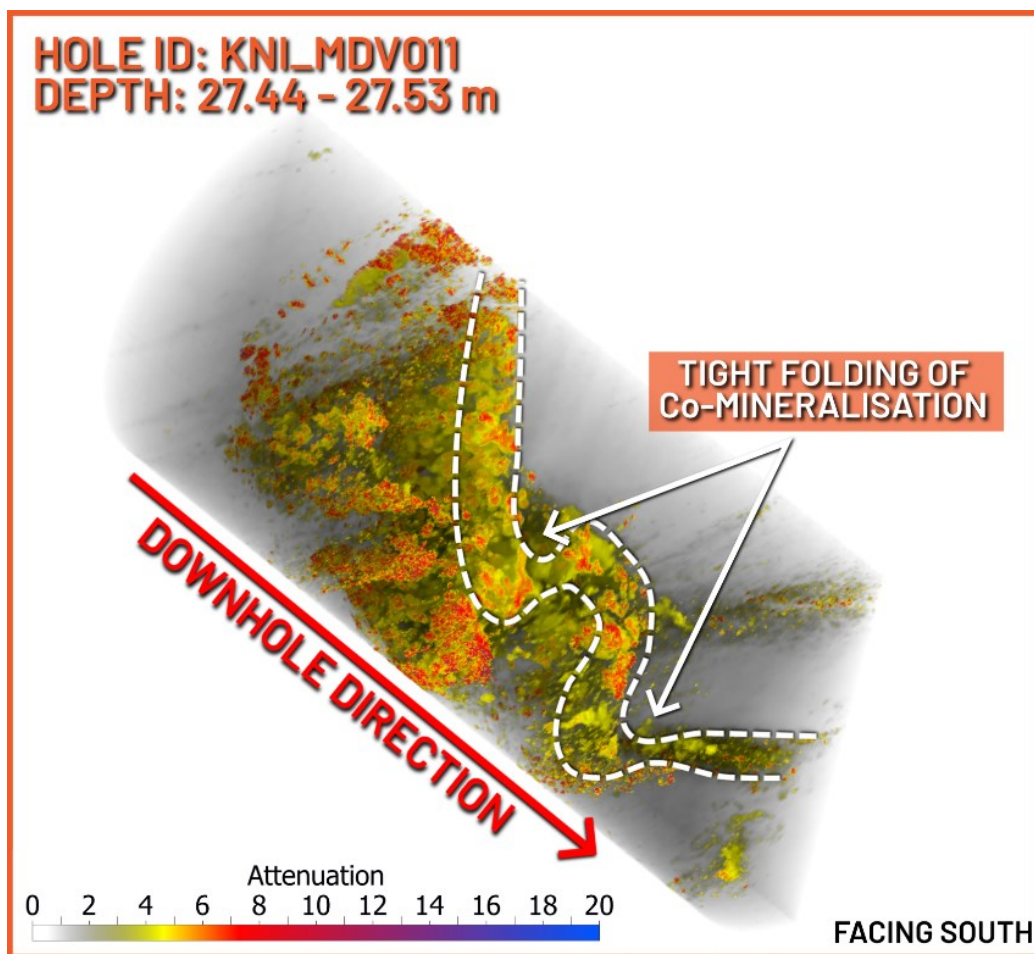 HOLE ID: KNI_MDV011
DEPTH: 27.44 - 27.53 m
TIGHT FOLDING OF
Co-MINERALISATION
DOWNHOLE DIRECTION
Attenuation
0 2 4 6 8 10 12 14 16 18 20
FACING SOUTH